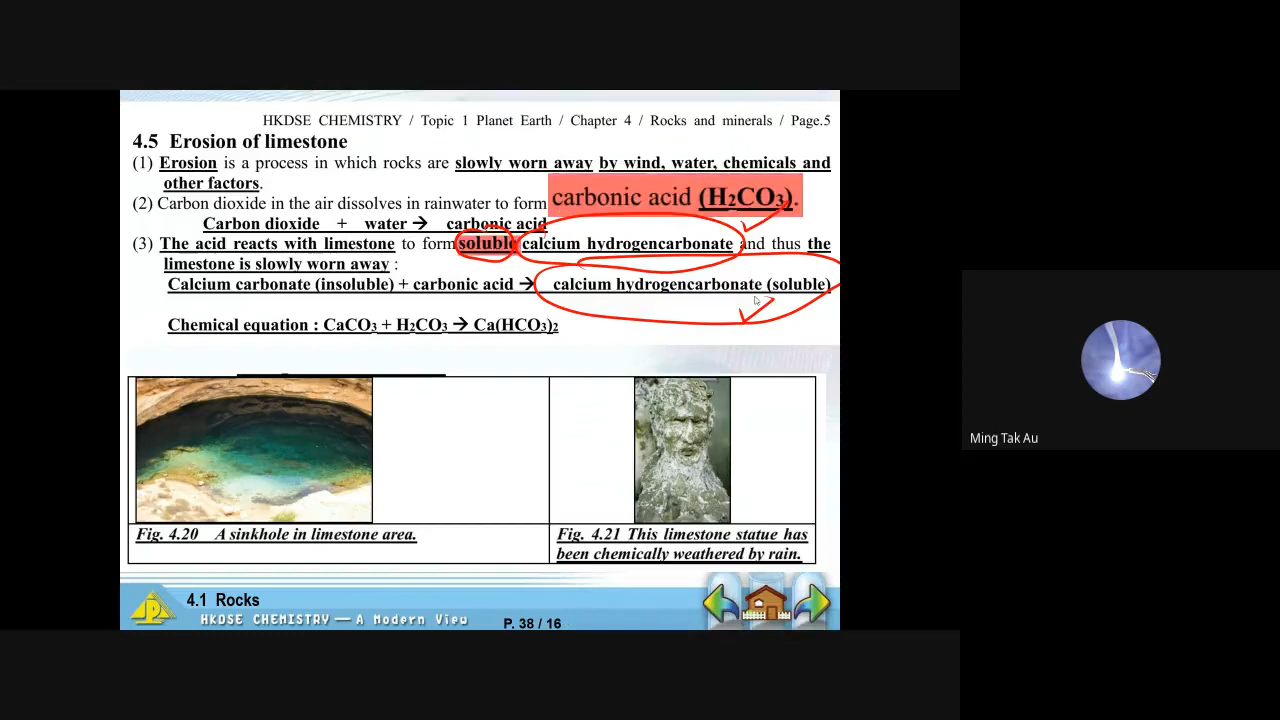 HKDSE CHEMISTRY / Topic 1 Planet Earth / Chapter 4 / Rocks and minerals / Page.5
4.5 Erosion of limestone
(1) Erosion is a process in which rocks are slowly worn away by wind, water, chemicals and
other factors.
(2) Carbon dioxide in the air dissolves in rainwater to form carbonic acid (H2CO3).
Carbon dioxide + water → carbonic acid
(3) The acid reacts with limestone to form soluble calcium hydrogencarbonate and thus the
limestone is slowly worn away :
Calcium carbonate (insoluble) + carbonic acid → calcium hydrogencarbonate (soluble)
Chemical equation : CaCO3 + H2CO3 → Ca(HCO3)2
Fig. 4.20 A sinkhole in limestone area.
Fig. 4.21 This limestone statue has
been chemically weathered by rain.
4.1 Rocks
HKDSE CHEMISTRY — A Modern View
P. 38 / 16
Ming Tak Au